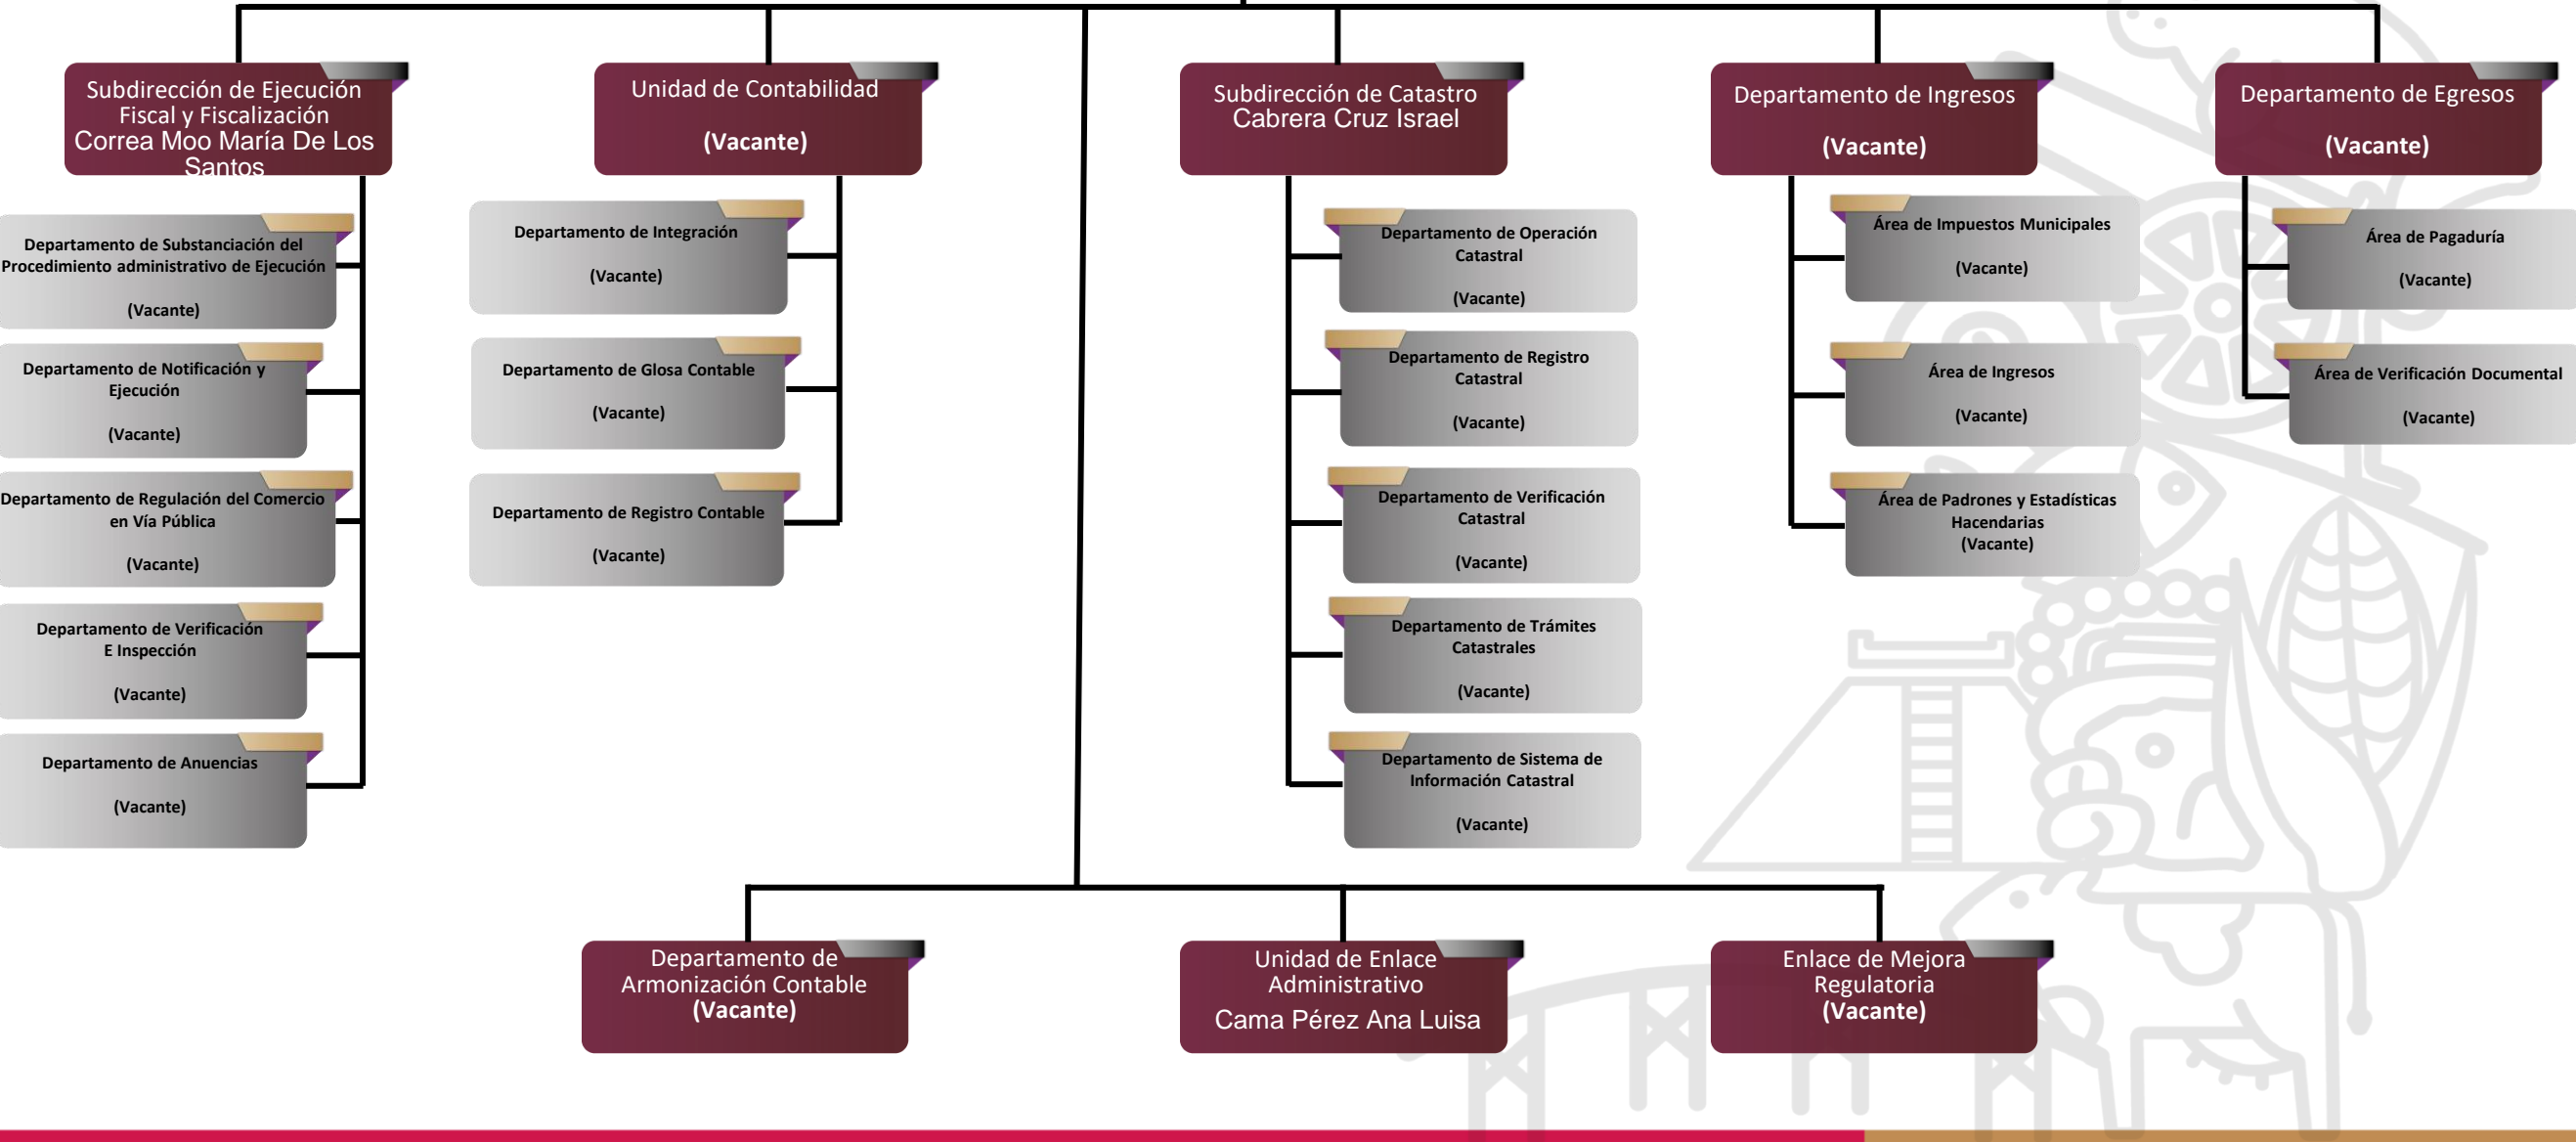 Subdirección de Ejecución
Fiscal y Fiscalización
Correa Moo María De Los
Santos
Departamento de Substanciación del
Procedimiento administrativo de Ejecución
(Vacante)
Departamento de Notificación y
Ejecución
(Vacante)
Departamento de Regulación del Comercio
en Vía Pública
(Vacante)
Departamento de Verificación
E Inspección
(Vacante)
Departamento de Anuencias
(Vacante)
Unidad de Contabilidad
(Vacante)
Departamento de Integración
(Vacante)
Departamento de Glosa Contable
(Vacante)
Departamento de Registro Contable
(Vacante)
Subdirección de Catastro
Cabrera Cruz Israel
Departamento de Operación
Catastral
(Vacante)
Departamento de Registro
Catastral
(Vacante)
Departamento de Verificación
Catastral
(Vacante)
Departamento de Trámites
Catastrales
(Vacante)
Departamento de Sistema de
Información Catastral
(Vacante)
Departamento de Ingresos
(Vacante)
Área de Impuestos Municipales
(Vacante)
Área de Ingresos
(Vacante)
Área de Padrones y Estadísticas
Hacendarias
(Vacante)
Departamento de Egresos
(Vacante)
Área de Pagaduría
(Vacante)
Área de Verificación Documental
(Vacante)
Departamento de
Armonización Contable
(Vacante)
Unidad de Enlace
Administrativo
Cama Pérez Ana Luisa
Enlace de Mejora
Regulatoria
(Vacante)